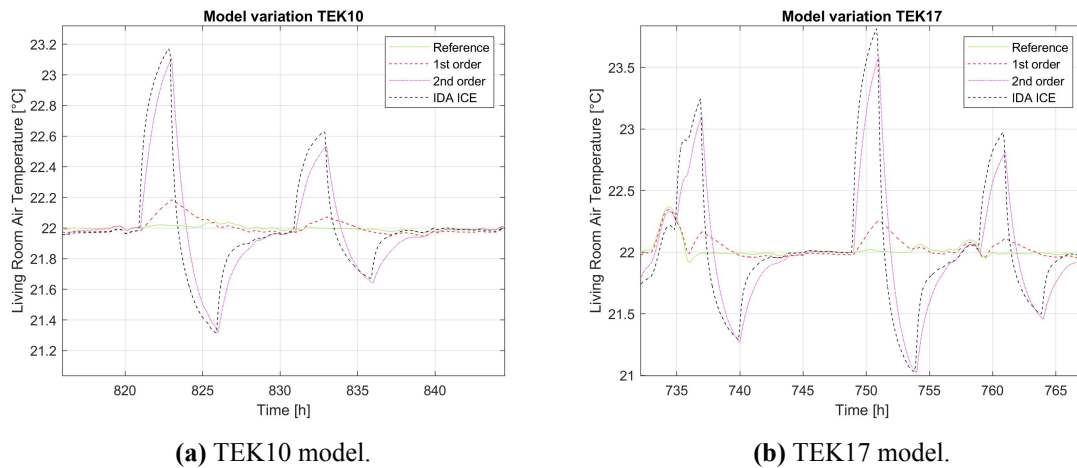 Model variation TEK10
Living Room Air Temperature [°C]
23.2
23
22.8
22.6
22.4
22.2
22
21.8
21.6
21.4
21.2
820
825
830
835
840
Time [h]
Reference
1st order
2nd order
IDA ICE
(a) TEK10 model.
Model variation TEK17
Living Room Air Temperature [°C]
23.5
23
22.5
22
21.5
21
735
740
745
750
755
760
765
Time [h]
Reference
1st order
2nd order
IDA ICE
(b) TEK17 model.